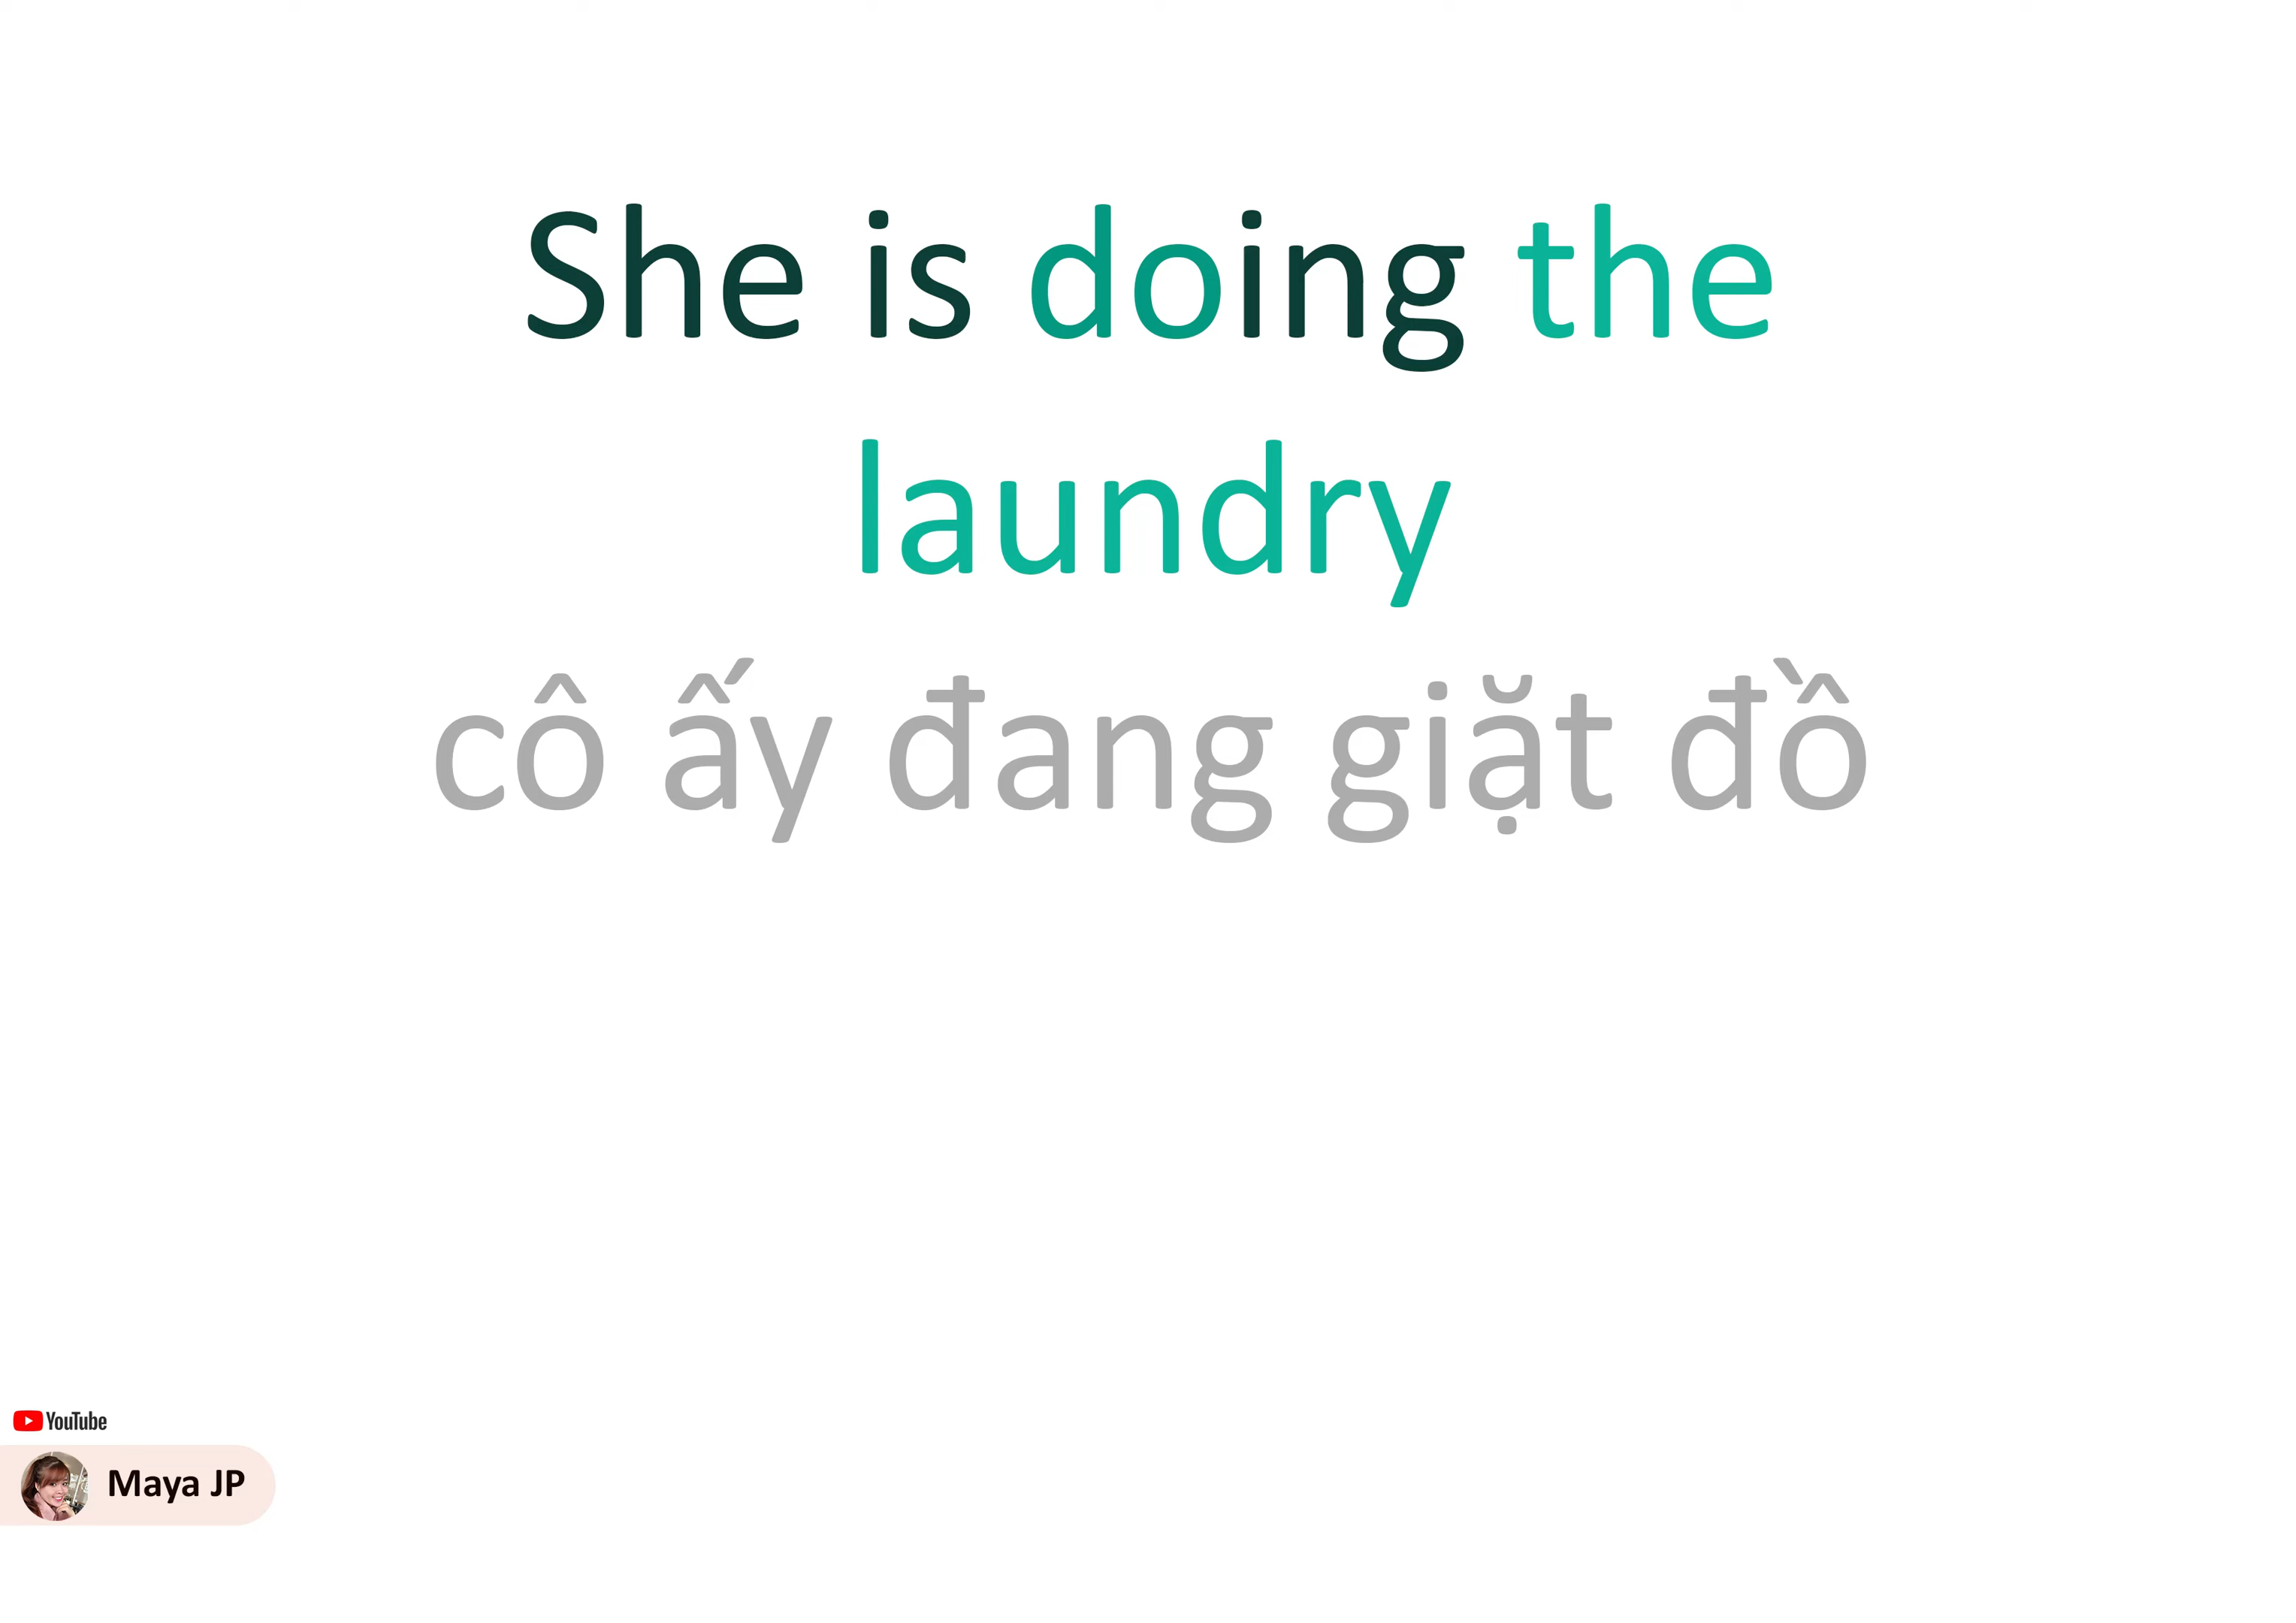 She is doing the
laundry
cô ấy đang giặt đồ
YouTube
Maya JP